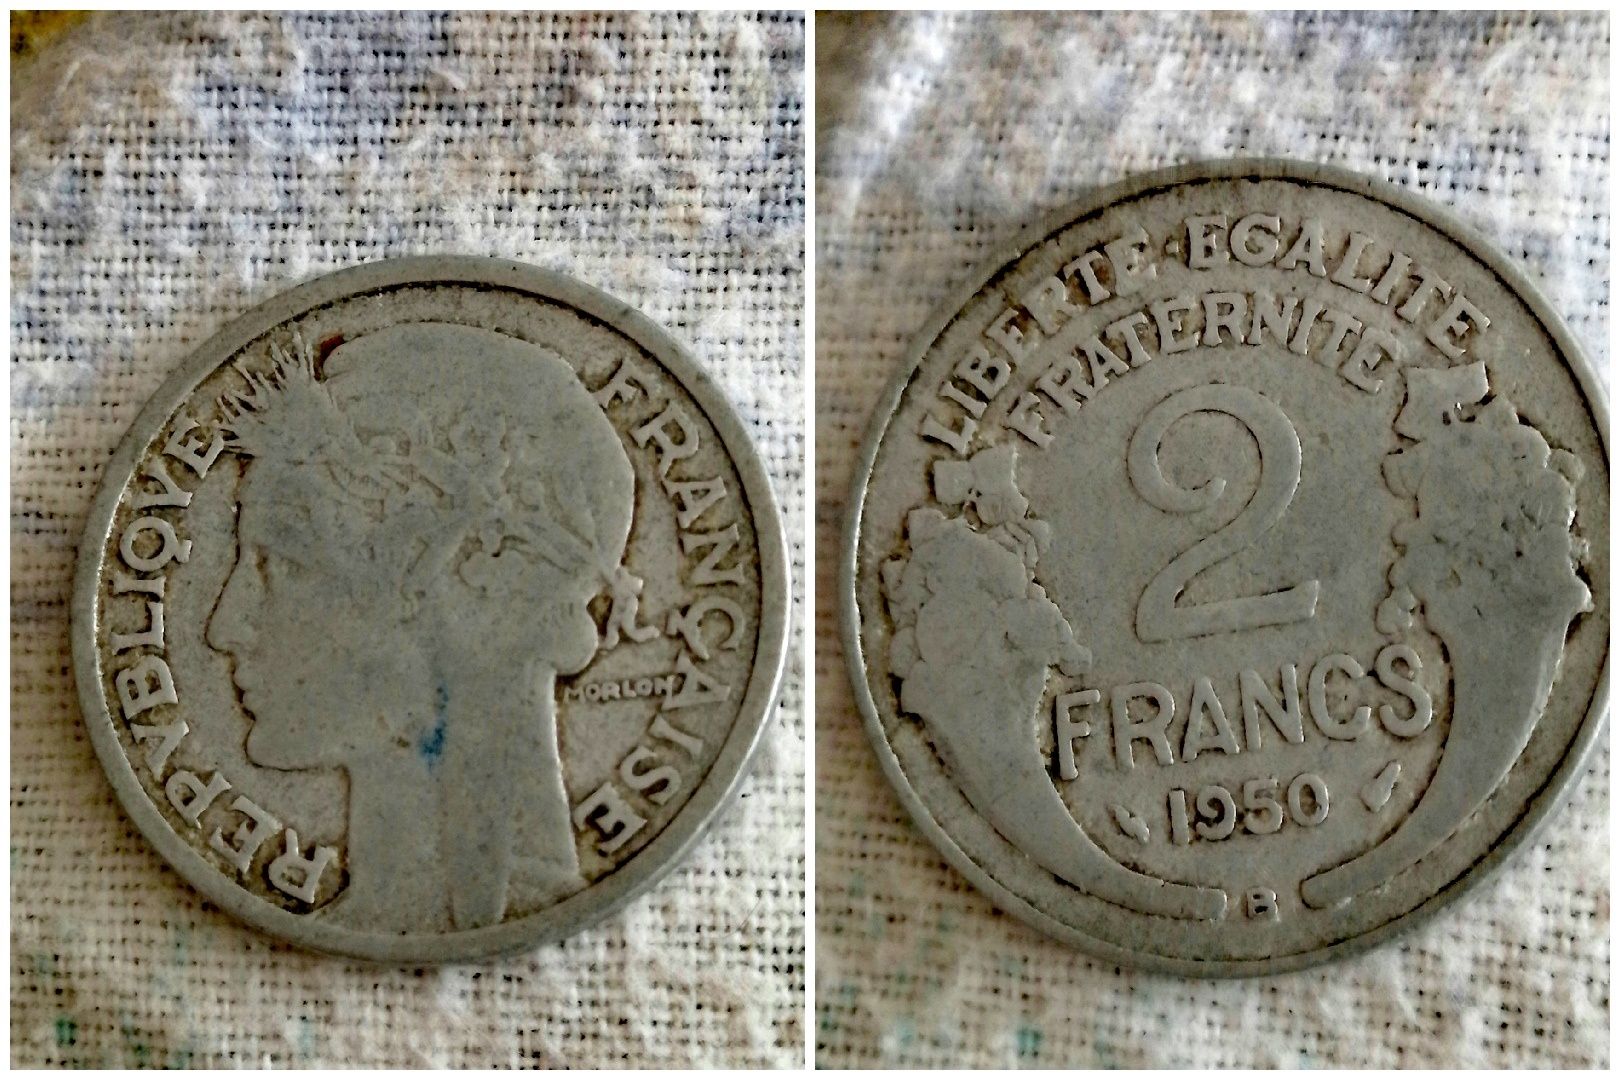 REPVBLIQVE
FRANÇAISE
MORLON
LIBERTE·EGALITE
FRATERNITE
2
FRANCS
1950
B